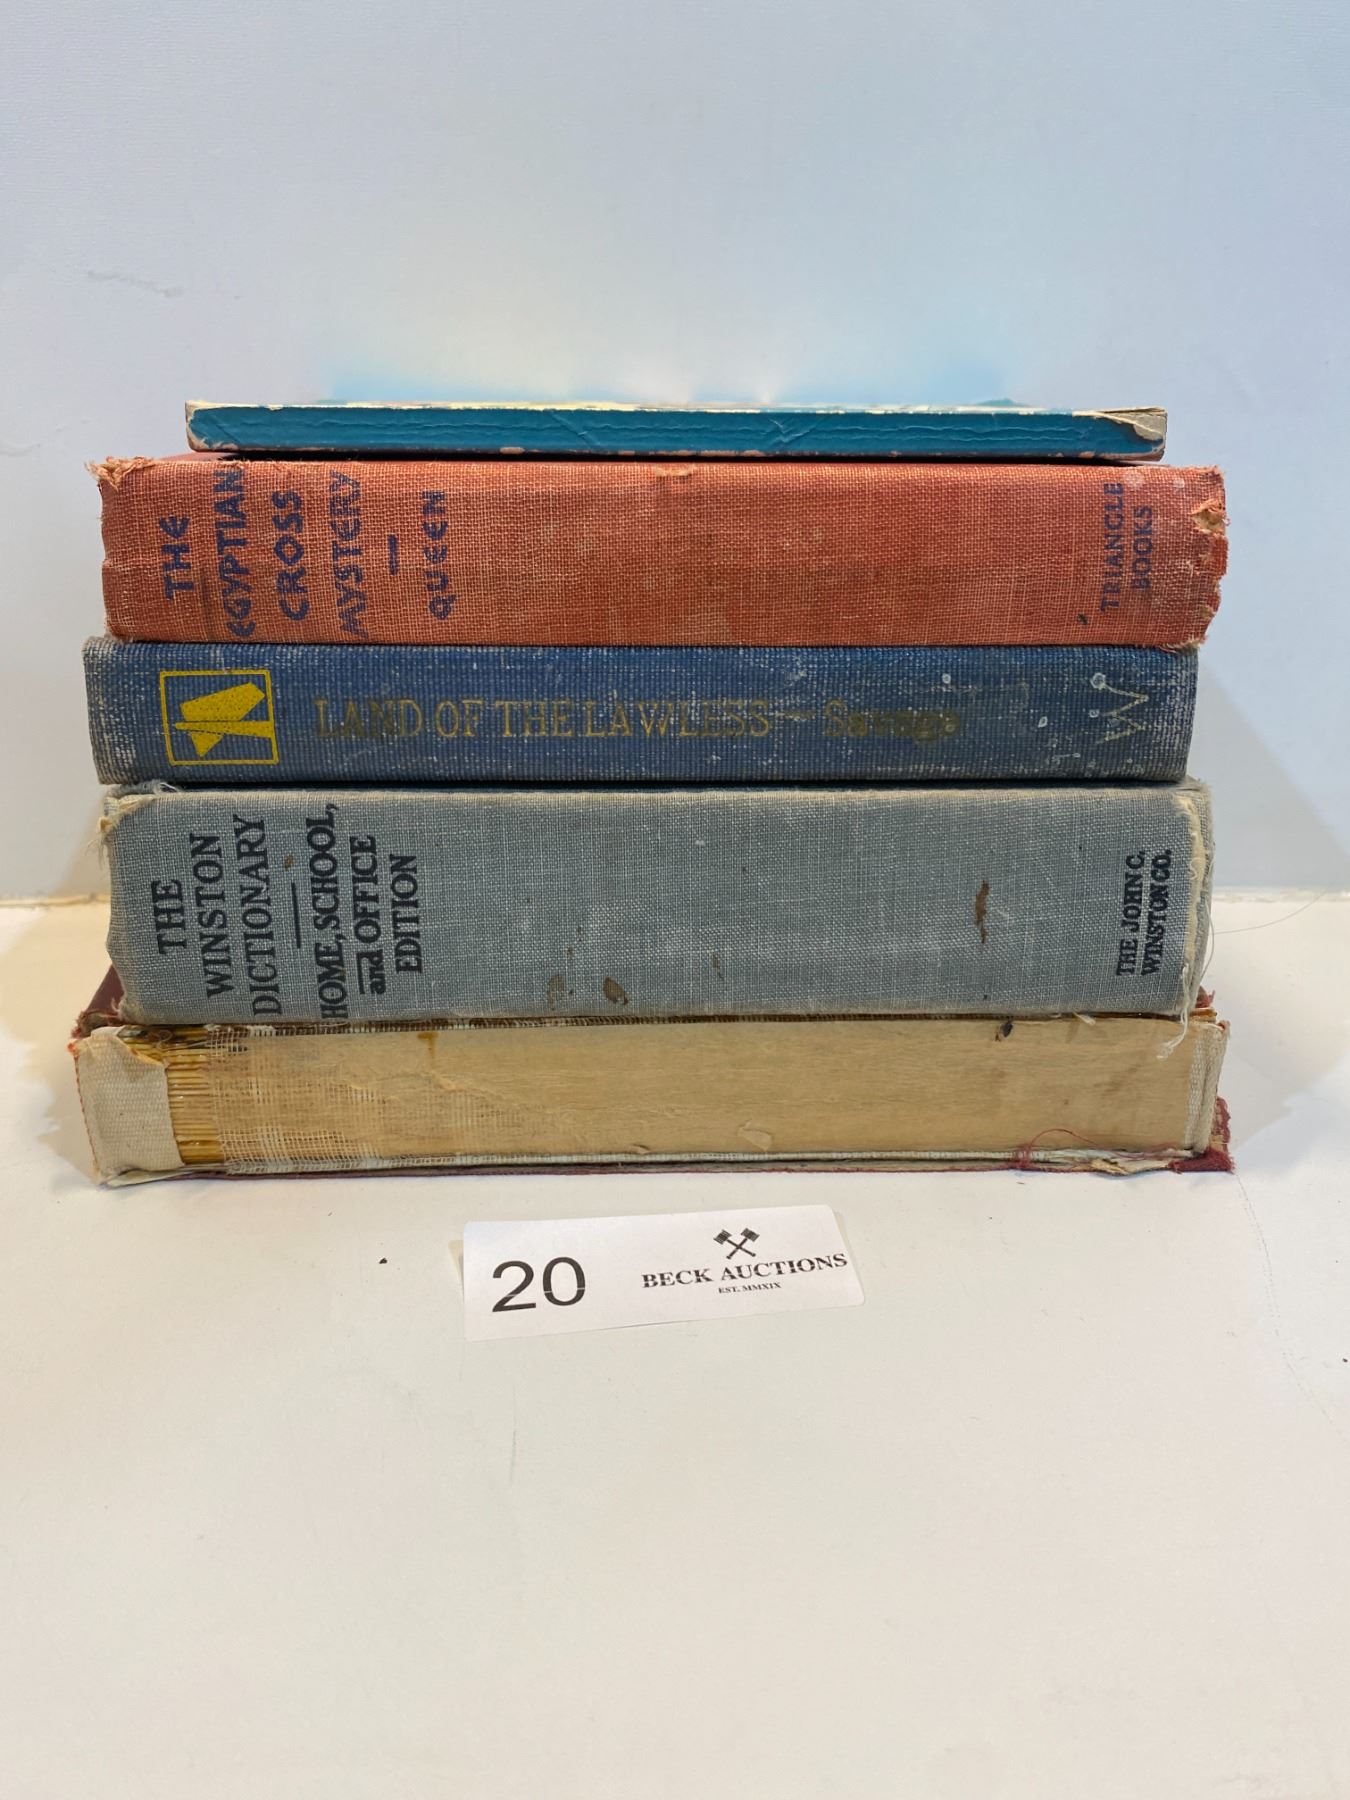 THE
EGYPTIAN
CROSS
MYSTERY
—
QUEEN
TRIANGLE
BOOKS
LAND OF THE LAWLESS — Savage
THE
WINSTON
DICTIONARY
—
HOME, SCHOOL,
and OFFICE
EDITION
THE JOHN C.
WINSTON CO.
20
BECK AUCTIONS
EST. MMXIX